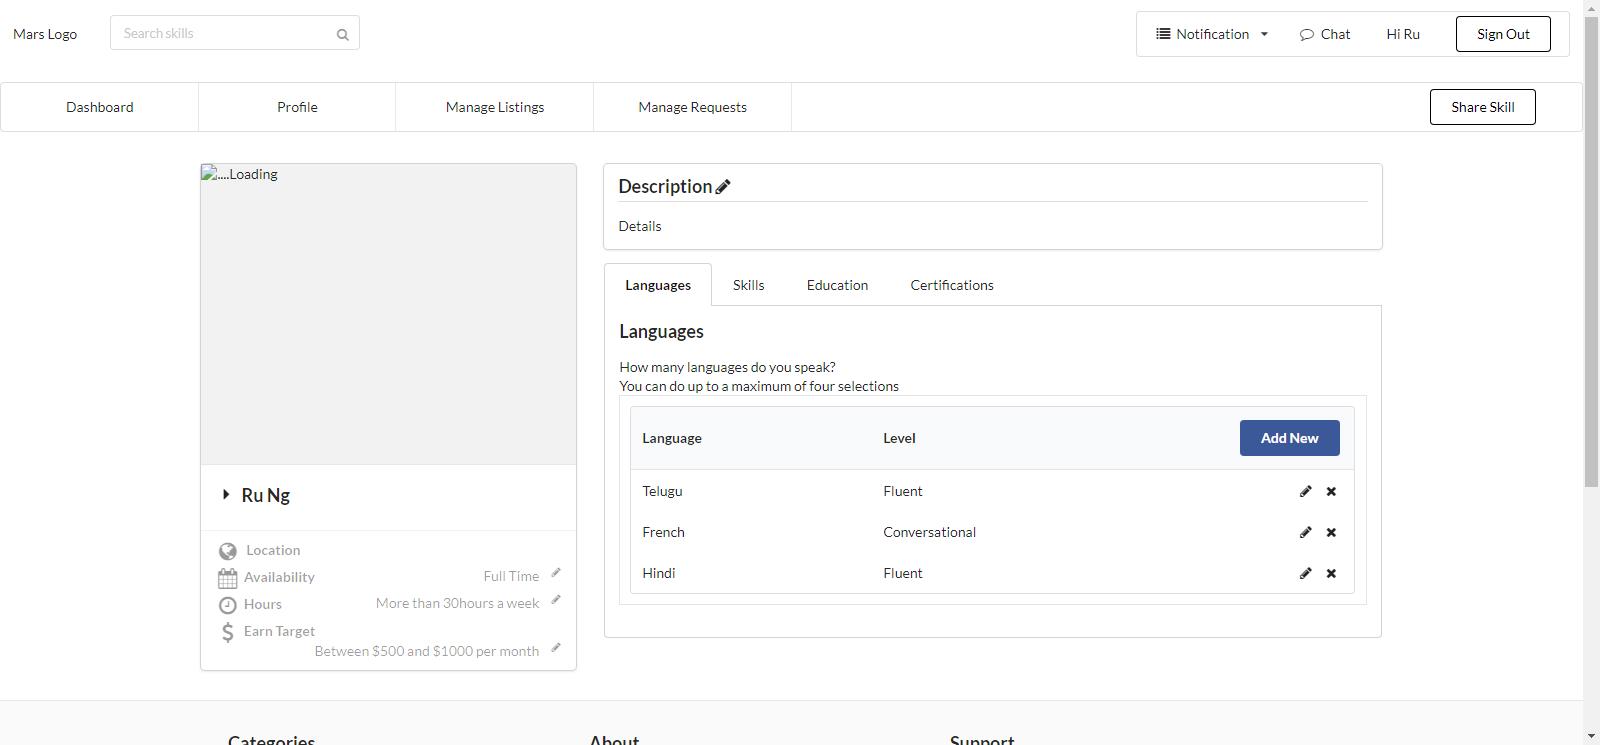 Mars Logo
Search skills
Notification
Chat
Hi Ru
Sign Out
Dashboard
Profile
Manage Listings
Manage Requests
Share Skill
....Loading
Ru Ng
Location
Availability
Full Time
Hours
More than 30hours a week
Earn Target
Between $500 and $1000 per month
Description
Details
Languages
Skills
Education
Certifications
Languages
How many languages do you speak?
You can do up to a maximum of four selections
Language Level Add New
Telugu Fluent
French Conversational
Hindi Fluent
Categories
About
Support